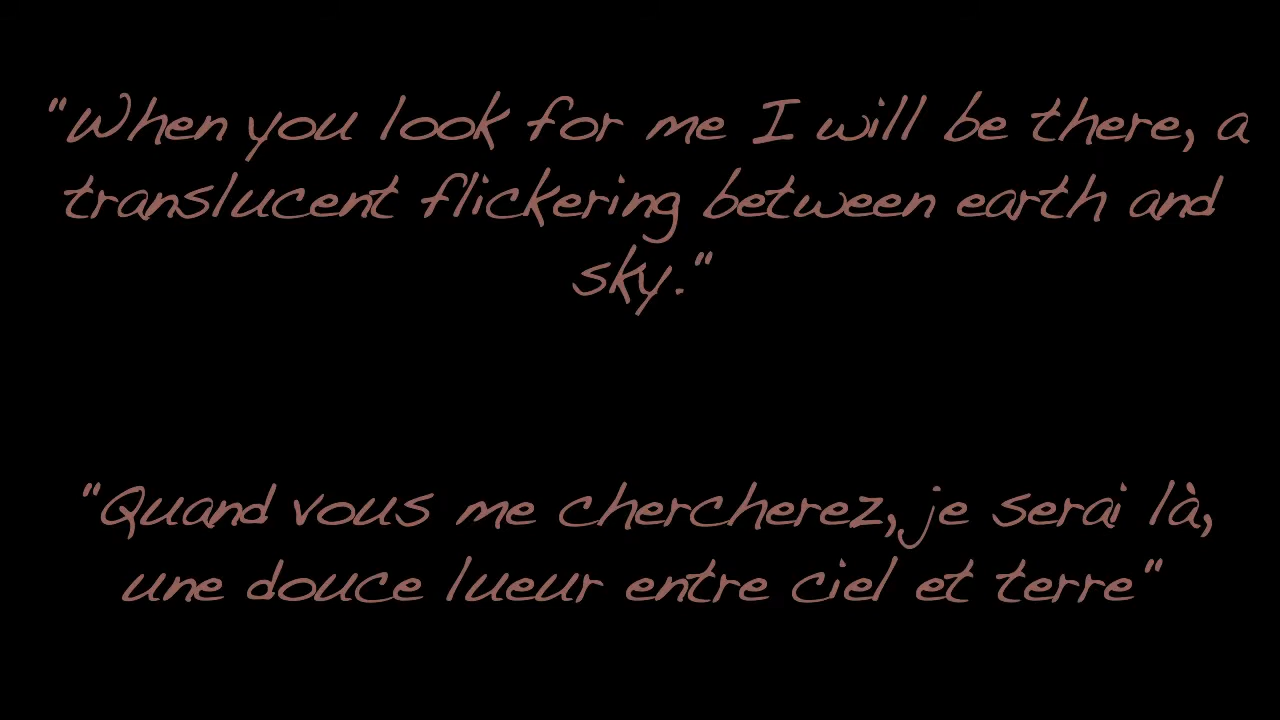 "When you look for me I will be there, a
translucent flickering between earth and
sky."
"Quand vous me chercherez, je serai là,
une douce lueur entre ciel et terre"